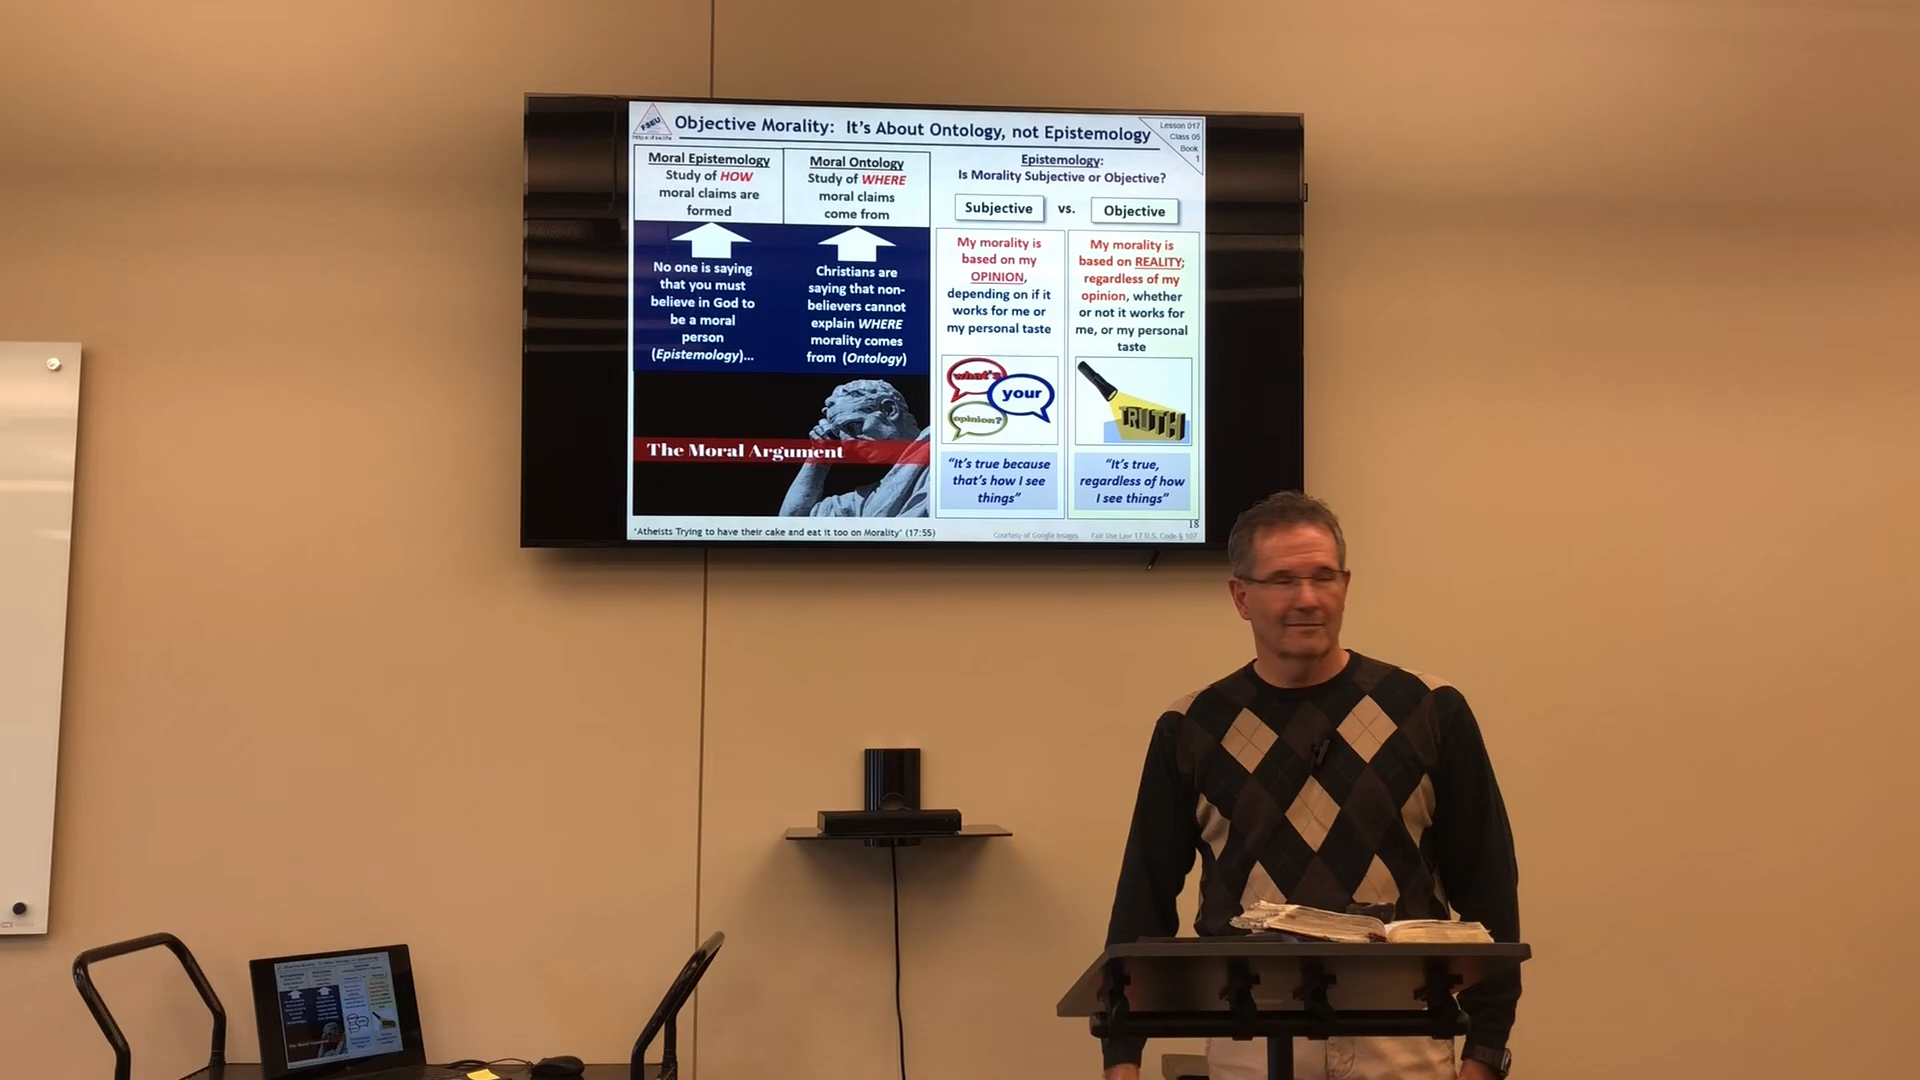 Objective Morality: It's About Ontology, not Epistemology
FSEU
Lesson 017
Class 05
Book
1
Moral Epistemology
Study of HOW
moral claims are
formed
Moral Ontology
Study of WHERE
moral claims
come from
No one is saying
that you must
believe in God to
be a moral
person
(Epistemology)...
Christians are
saying that non-
believers cannot
explain WHERE
morality comes
from (Ontology)
The Moral Argument
Epistemology:
Is Morality Subjective or Objective?
Subjective vs. Objective
My morality is
based on my
OPINION,
depending on if it
works for me or
my personal taste
what's
your
opinion?
"It's true because
that's how I see
things"
My morality is
based on REALITY;
regardless of my
opinion, whether
or not it works for
me, or my personal
taste
TRUTH
"It's true,
regardless of how
I see things"
18
'Atheists Trying to have their cake and eat it too on Morality' (17:55)
Courtesy of Google Images Fair Use Law 17 U.S. Code § 107